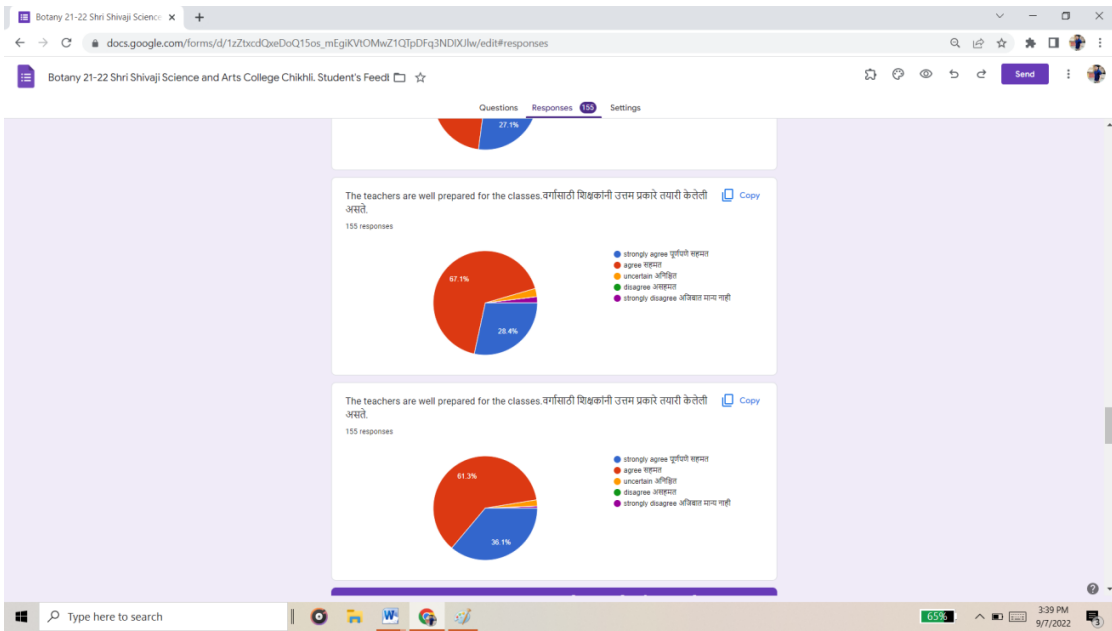 Botany 21-22 Shri Shivaji Science
docs.google.com/forms/d/1zZtxcdQxeDoQ15os_mEgiKVtOMwZ1QTpDFq3NDIXJlw/edit#responses
Botany 21-22 Shri Shivaji Science and Arts College Chikhli. Student's Feedl
Send
Questions Responses 155 Settings
27.1%
The teachers are well prepared for the classes.वर्गासाठी शिक्षकांनी उत्तम प्रकारे तयारी केलेली
असते.
Copy
155 responses
strongly agree पूर्णपणे सहमत
agree सहमत
uncertain अनिश्चित
disagree असहमत
strongly disagree अजिबात मान्य नाही
67.1%
28.4%
The teachers are well prepared for the classes.वर्गासाठी शिक्षकांनी उत्तम प्रकारे तयारी केलेली
असते.
Copy
155 responses
strongly agree पूर्णपणे सहमत
agree सहमत
uncertain अनिश्चित
disagree असहमत
strongly disagree अजिबात मान्य नाही
61.3%
36.1%
Type here to search
65%
3:39 PM
9/7/2022
3